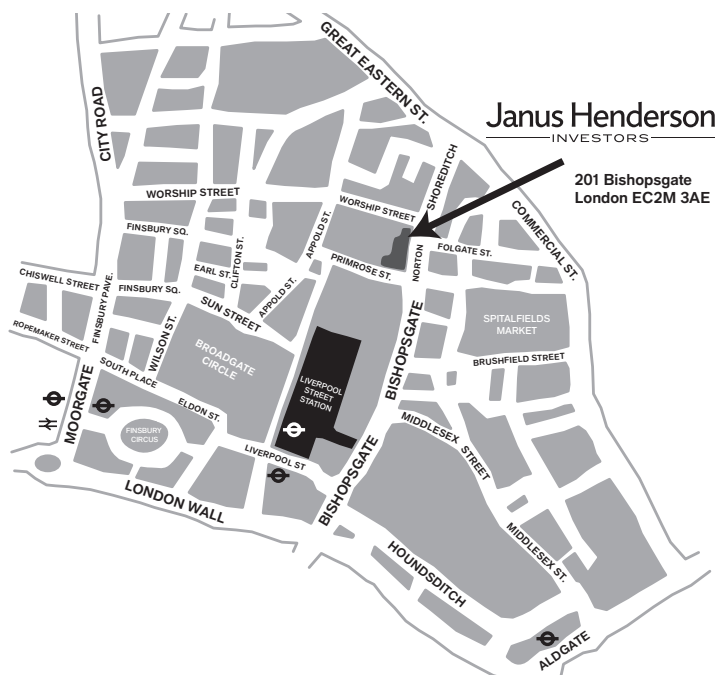 GREAT EASTERN ST.
Janus Henderson
INVESTORS
201 Bishopsgate
London EC2M 3AE
CITY ROAD
SHOREDITCH
COMMERCIAL ST.
WORSHIP STREET
WORSHIP STREET
FINSBURY SQ.
APPOLD ST.
CLIFTON ST.
NORTON
FOLGATE ST.
PRIMROSE ST.
EARL ST.
CHISWELL STREET
FINSBURY PAVE.
FINSBURY SQ.
APPOLD ST.
SUN STREET
BISHOPSGATE
SPITALFIELDS
MARKET
ROPEMAKER STREET
WILSON ST.
BROADGATE
CIRCLE
BRUSHFIELD STREET
SOUTH PLACE
LIVERPOOL
STREET
STATION
MOORGATE
ELDON ST.
FINSBURY
CIRCUS
MIDDLESEX STREET
LIVERPOOL ST
BISHOPSGATE
LONDON WALL
MIDDLESEX ST.
HOUNDSDITCH
ALDGATE